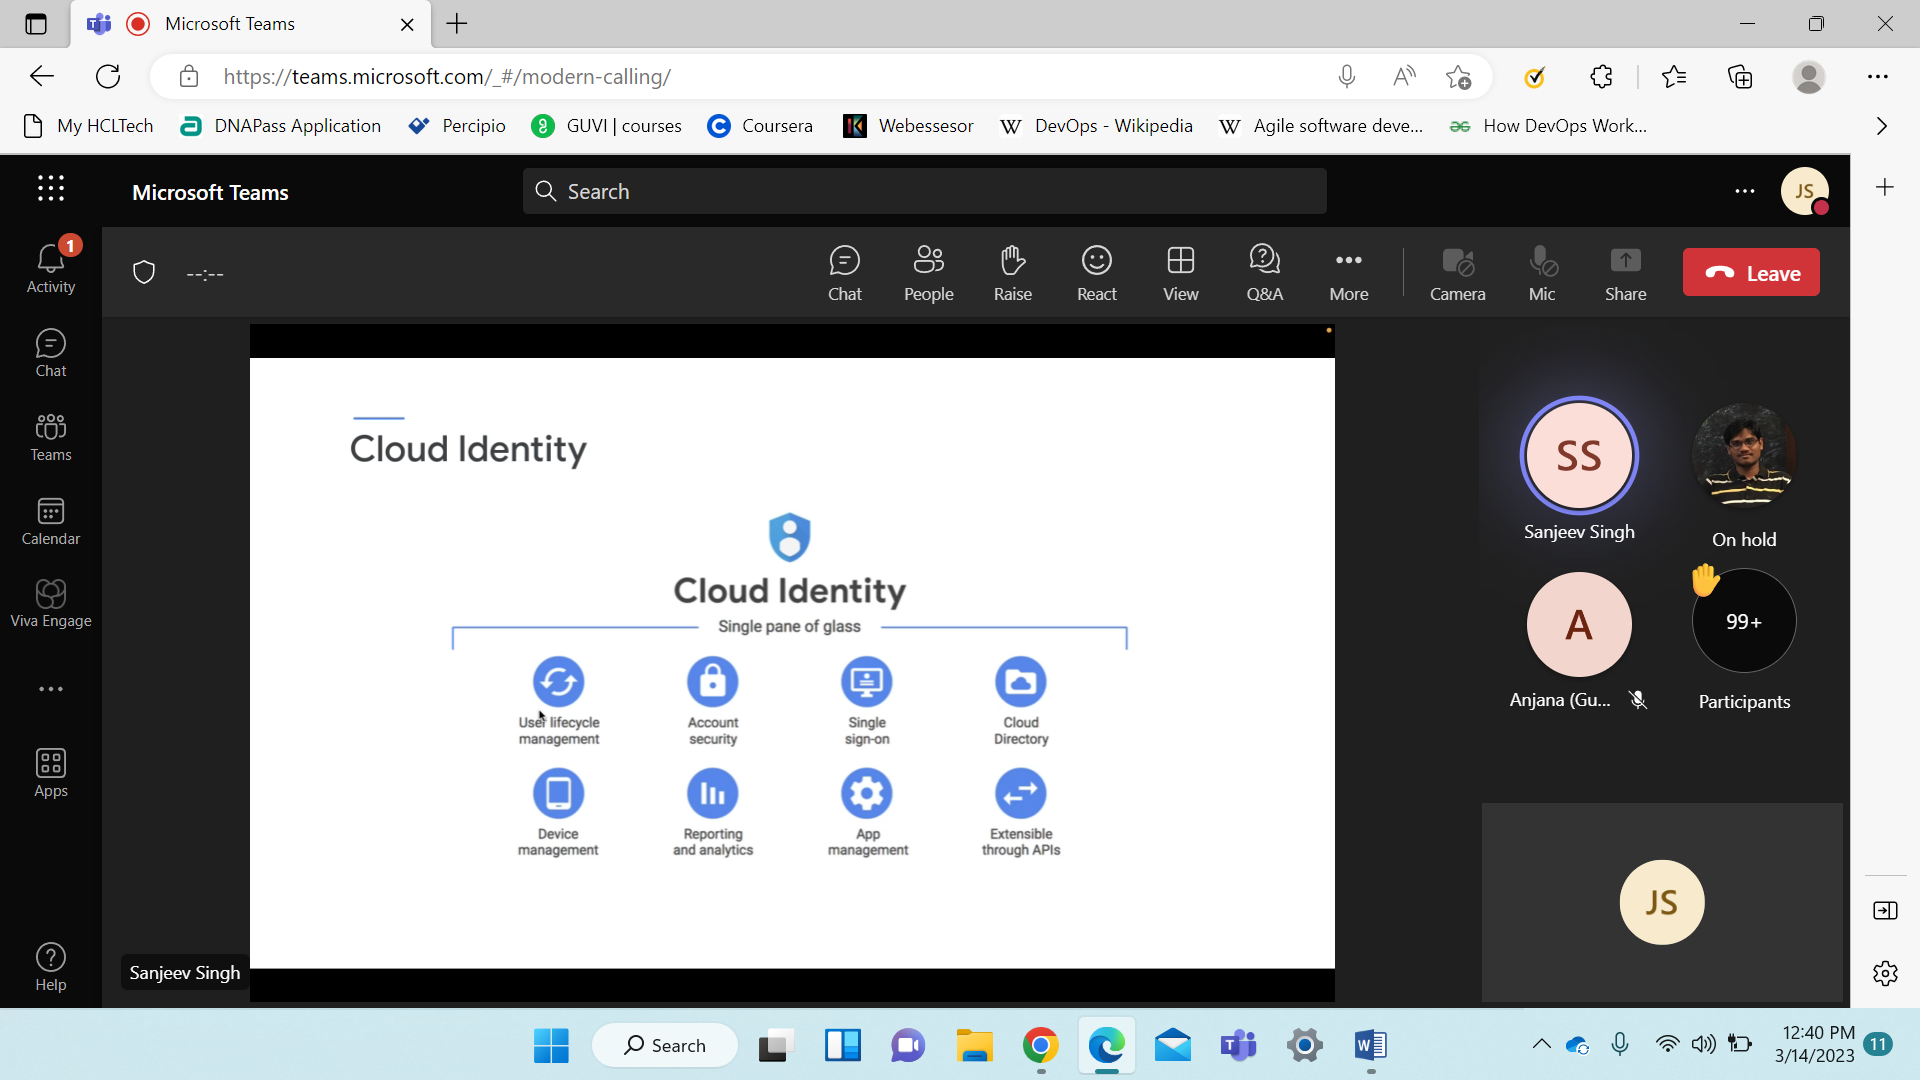 Microsoft Teams
https://teams.microsoft.com/_#/modern-calling/
My HCLTech
DNAPass Application
Percipio
GUVI | courses
Coursera
Webessesor
DevOps - Wikipedia
Agile software deve...
How DevOps Work...
Microsoft Teams
Search
JS
1
Activity
--:--
Chat
People
Raise
React
View
Q&A
More
Camera
Mic
Share
Leave
Chat
Teams
Calendar
Viva Engage
Apps
Help
Cloud Identity
Cloud Identity
Single pane of glass
User lifecycle
management
Account
security
Single
sign-on
Cloud
Directory
Device
management
Reporting
and analytics
App
management
Extensible
through APIs
Sanjeev Singh
SS
Sanjeev Singh
On hold
A
Anjana (Gu...
99+
Participants
JS
Search
12:40 PM
3/14/2023
11